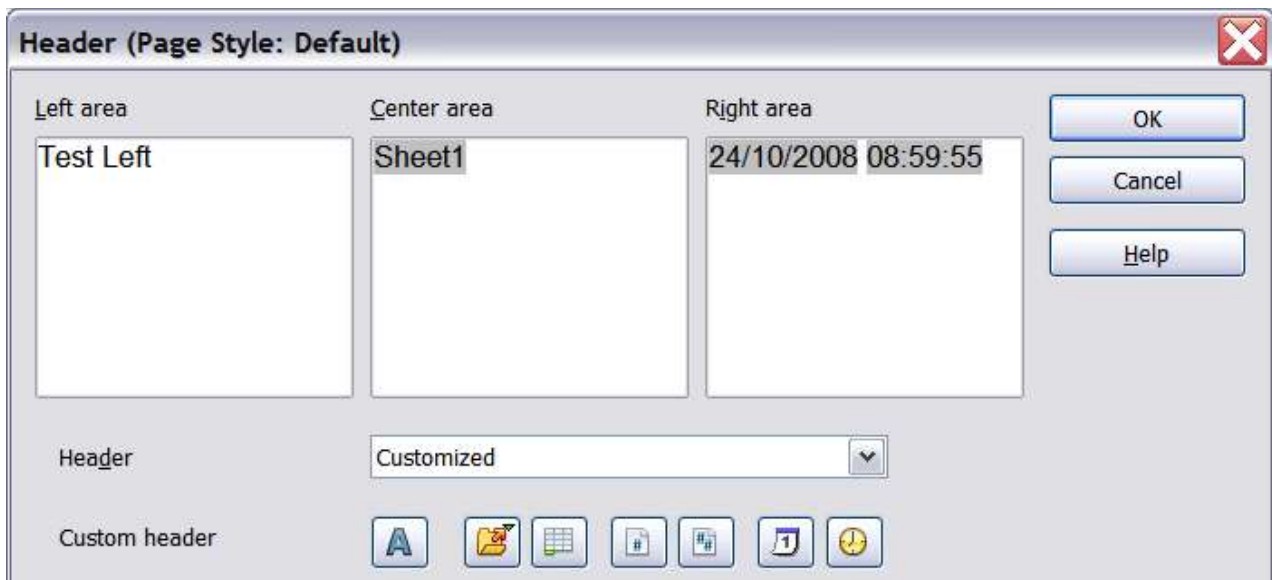 Header (Page Style: Default)
Left area
Center area
Right area
OK
Test Left
Sheet1
24/10/2008 08:59:55
Cancel
Help
Header
Customized
Custom header
A
#
##
1